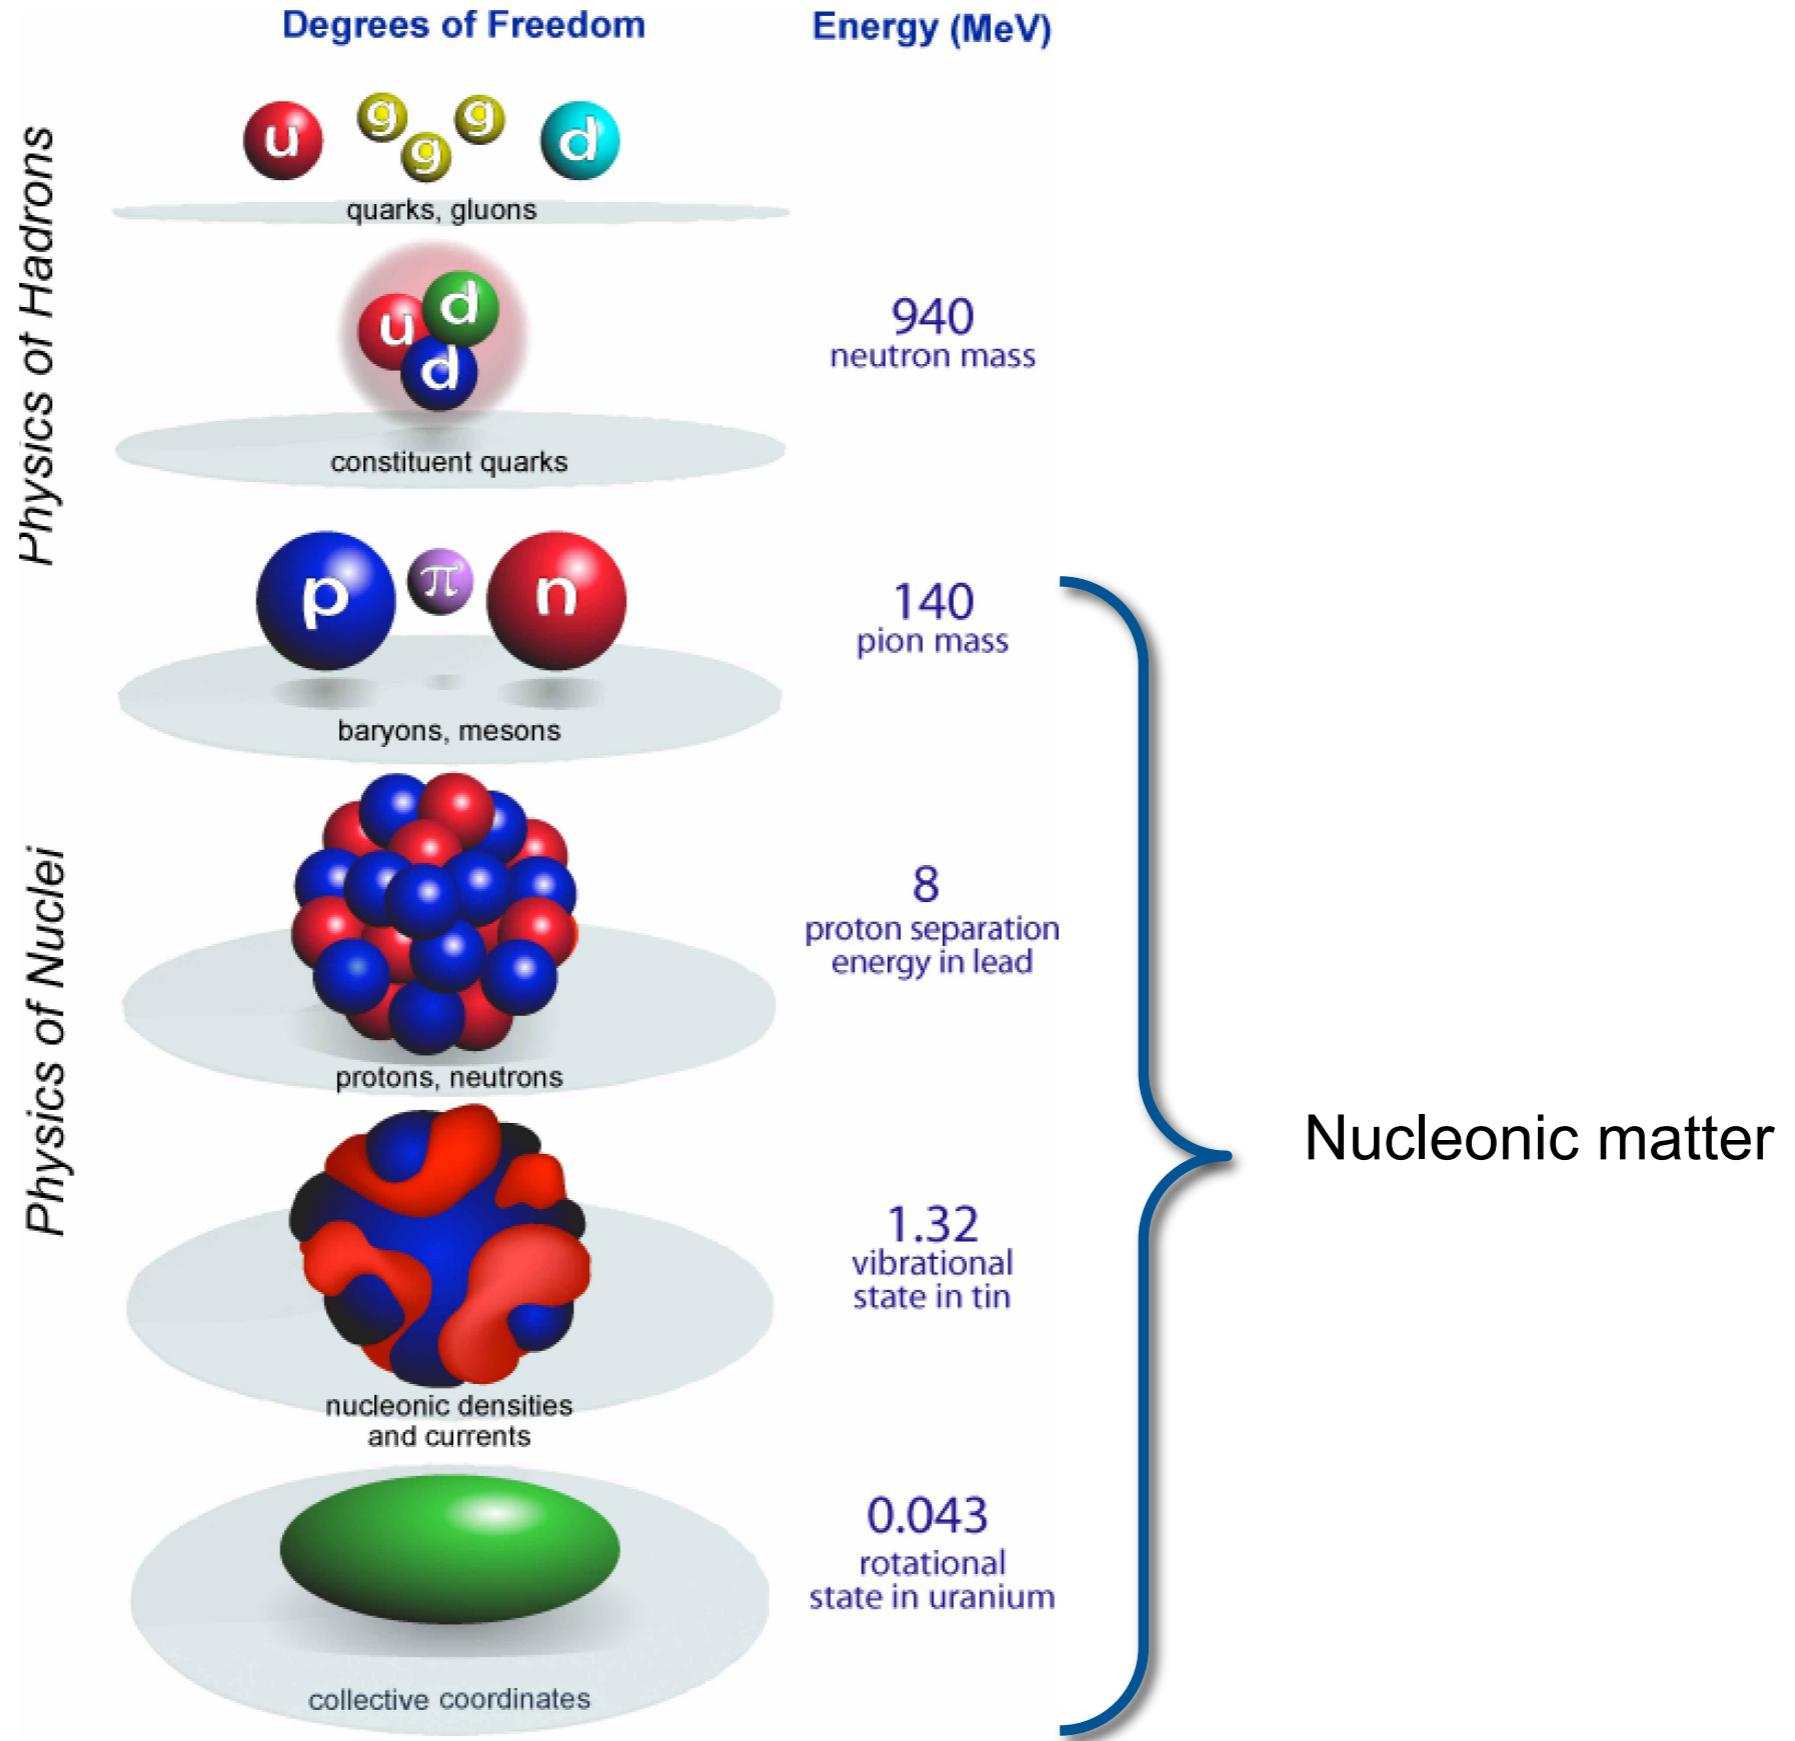 Degrees of Freedom
Energy (MeV)
Physics of Hadrons
u
g
g
g
d
quarks, gluons
u
d
d
constituent quarks
940
neutron mass
p
π
n
baryons, mesons
140
pion mass
Physics of Nuclei
protons, neutrons
8
proton separation
energy in lead
nucleonic densities
and currents
1.32
vibrational
state in tin
collective coordinates
0.043
rotational
state in uranium
Nucleonic matter